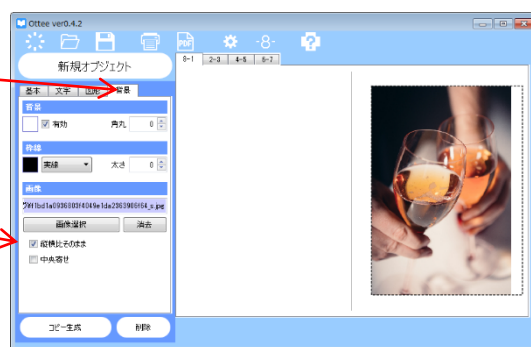 Ottee ver0.4.2
PDF
-8-
新規オブジェクト
8-1 2-3 4-5 6-7
基本 文字 図形 背景
背景
有効 角丸 0
枠線
実線 太さ 0
画像
画像選択 消去
縦横比そのまま
中央寄せ
コピー生成 削除